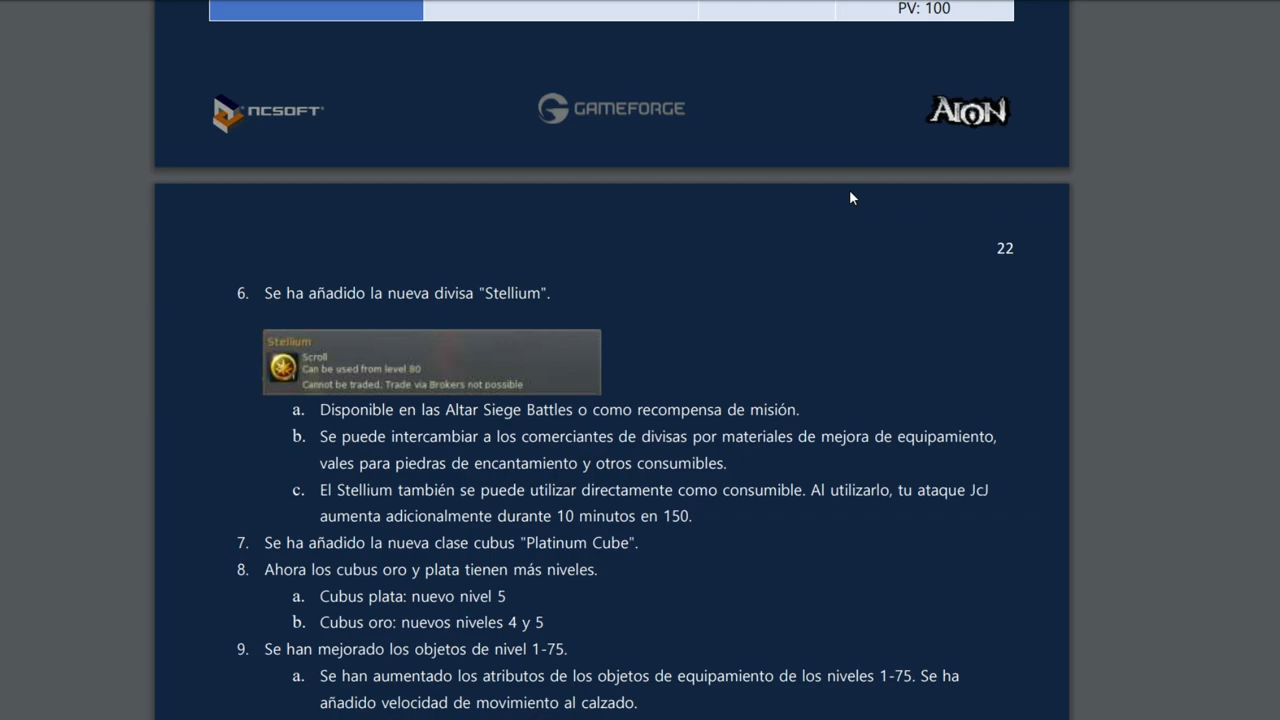 PV: 100
NCSOFT
GAMEFORGE
AION
22
6. Se ha añadido la nueva divisa "Stellium".
Stellium
Scroll
Can be used from level 80
Cannot be traded; Trade via Brokers not possible
a. Disponible en las Altar Siege Battles o como recompensa de misión.
b. Se puede intercambiar a los comerciantes de divisas por materiales de mejora de equipamiento,
vales para piedras de encantamiento y otros consumibles.
c. El Stellium también se puede utilizar directamente como consumible. Al utilizarlo, tu ataque JcJ
aumenta adicionalmente durante 10 minutos en 150.
7. Se ha añadido la nueva clase cubus "Platinum Cube".
8. Ahora los cubus oro y plata tienen más niveles.
a. Cubus plata: nuevo nivel 5
b. Cubus oro: nuevos niveles 4 y 5
9. Se han mejorado los objetos de nivel 1-75.
a. Se han aumentado los atributos de los objetos de equipamiento de los niveles 1-75. Se ha
añadido velocidad de movimiento al calzado.